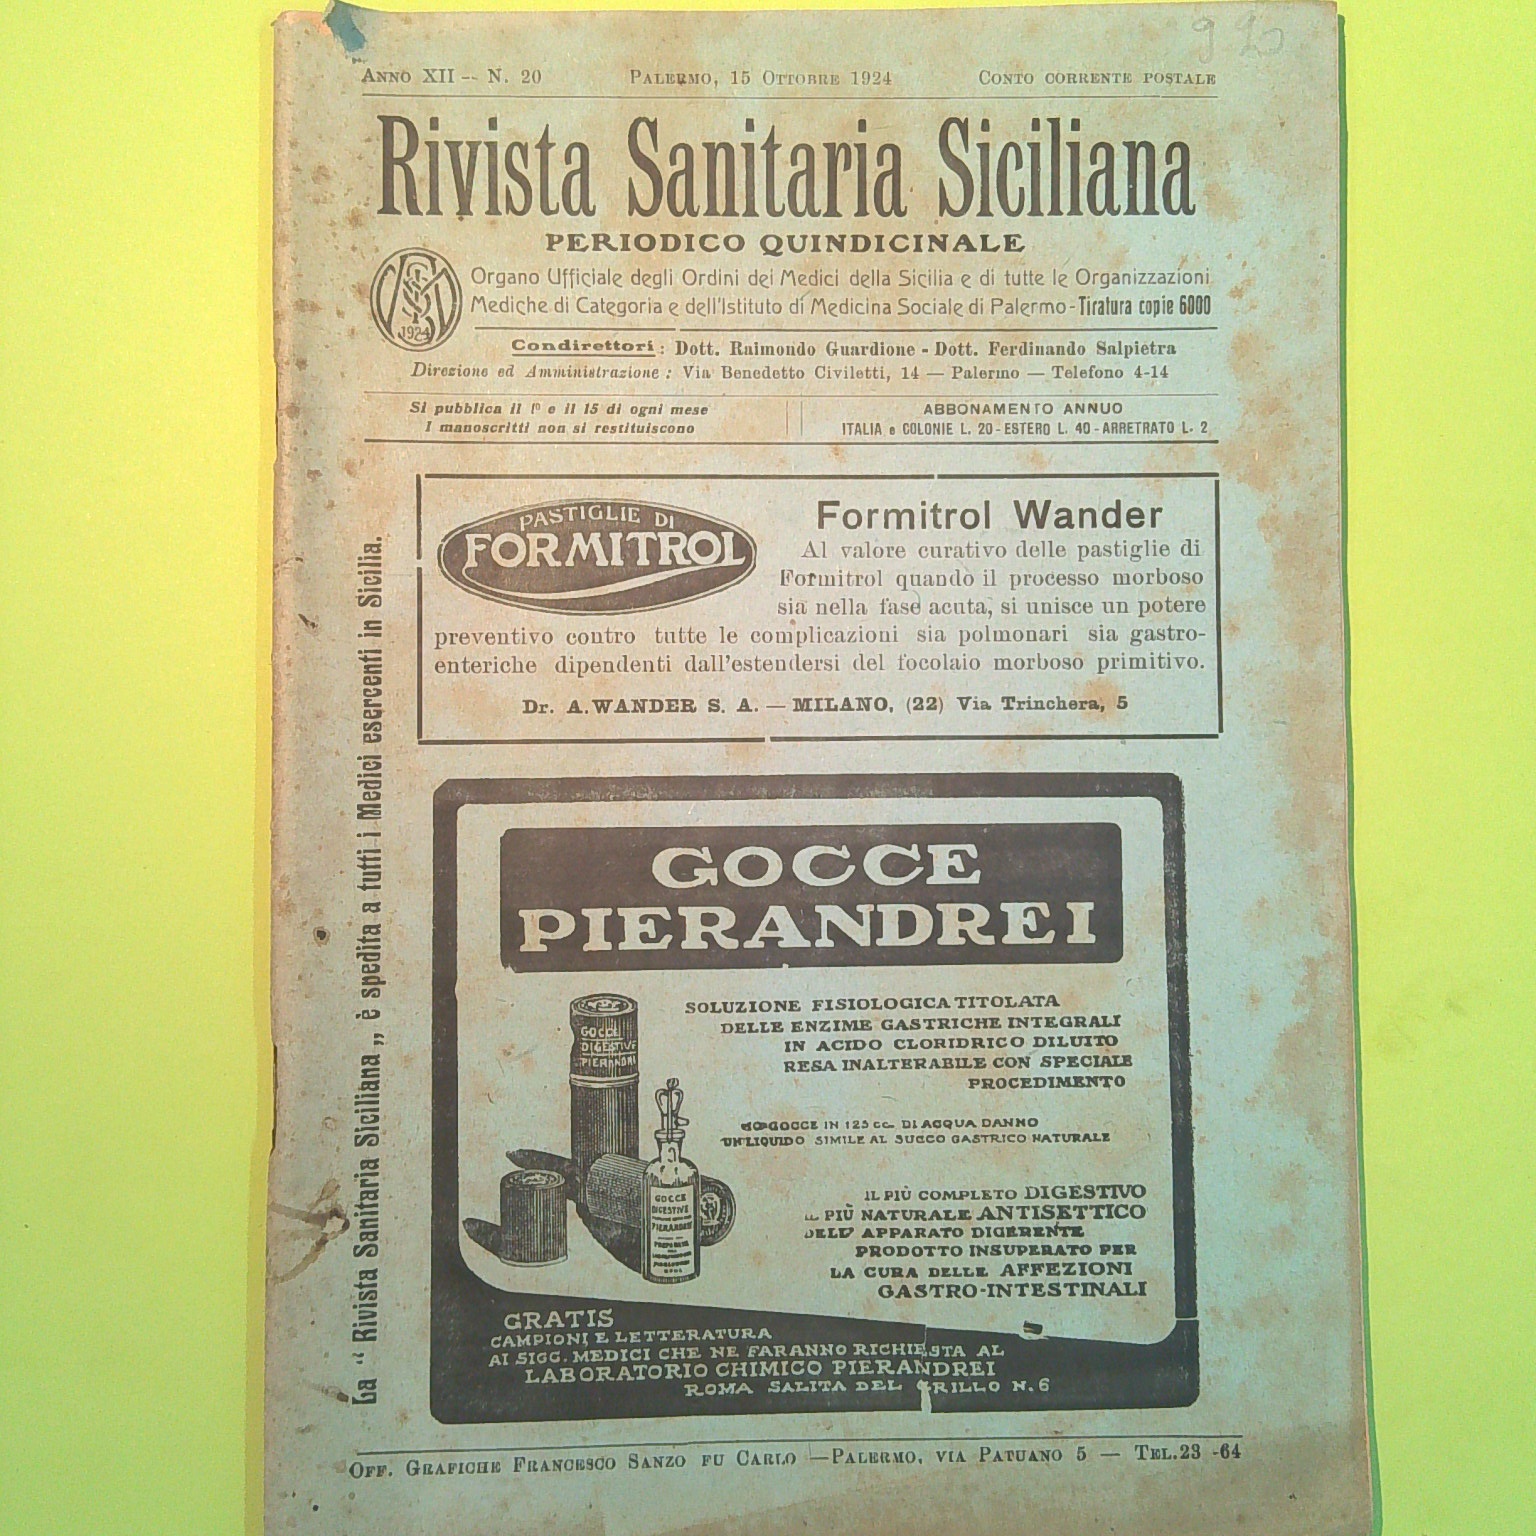 ANNO XII — N. 20 PALERMO, 15 OTTOBRE 1924 CONTO CORRENTE POSTALE
Rivista Sanitaria Siciliana
PERIODICO QUINDICINALE
Organo Ufficiale degli Ordini dei Medici della Sicilia e di tutte le Organizzazioni
Mediche di Categoria e dell'Istituto di Medicina Sociale di Palermo - Tiratura copie 6000
1924
Condirettori: Dott. Raimondo Guardione - Dott. Ferdinando Salpietra
Direzione ed Amministrazione: Via Benedetto Civiletti, 14 — Palermo — Telefono 4-14
Si pubblica il 1º e il 15 di ogni mese
I manoscritti non si restituiscono
ABBONAMENTO ANNUO
ITALIA e COLONIE L. 20 - ESTERO L. 40 - ARRETRATO L. 2
La "Rivista Sanitaria Siciliana„ è spedita a tutti i Medici esercenti in Sicilia.
PASTIGLIE DI
FORMITROL
Formitrol Wander
Al valore curativo delle pastiglie di
Formitrol quando il processo morboso
sia nella fase acuta, si unisce un potere
preventivo contro tutte le complicazioni sia polmonari sia gastro-
enteriche dipendenti dall'estendersi del focolaio morboso primitivo.
Dr. A. WANDER S. A. — MILANO, (22) Via Trinchera, 5
GOCCE
PIERANDREI
SOLUZIONE FISIOLOGICA TITOLATA
DELLE ENZIME GASTRICHE INTEGRALI
IN ACIDO CLORIDRICO DILUITO
RESA INALTERABILE CON SPECIALE
PROCEDIMENTO
GOCCE IN 125 cc. DI ACQUA DANNO
UN LIQUIDO SIMILE AL SUCCO GASTRICO NATURALE
GOCCE
DIGESTIVE
PIERANDREI
GOCCE
DIGESTIVE
PIERANDREI
IL PIÙ COMPLETO DIGESTIVO
IL PIÙ NATURALE ANTISETTICO
DELL' APPARATO DIGERENTE
PRODOTTO INSUPERATO PER
LA CURA DELLE AFFEZIONI
GASTRO-INTESTINALI
GRATIS
CAMPIONI E LETTERATURA
AI SIGG. MEDICI CHE NE FARANNO RICHIESTA AL
LABORATORIO CHIMICO PIERANDREI
ROMA SALITA DEL GRILLO N. 6
OFF. GRAFICHE FRANCESCO SANZO FU CARLO — PALERMO, VIA PATUANO 5 — TEL. 23 -64